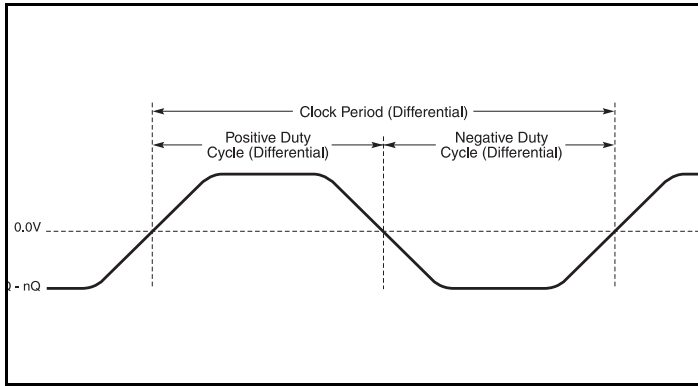 Clock Period (Differential)
Positive Duty
Cycle (Differential)
Negative Duty
Cycle (Differential)
0.0V
- nQ